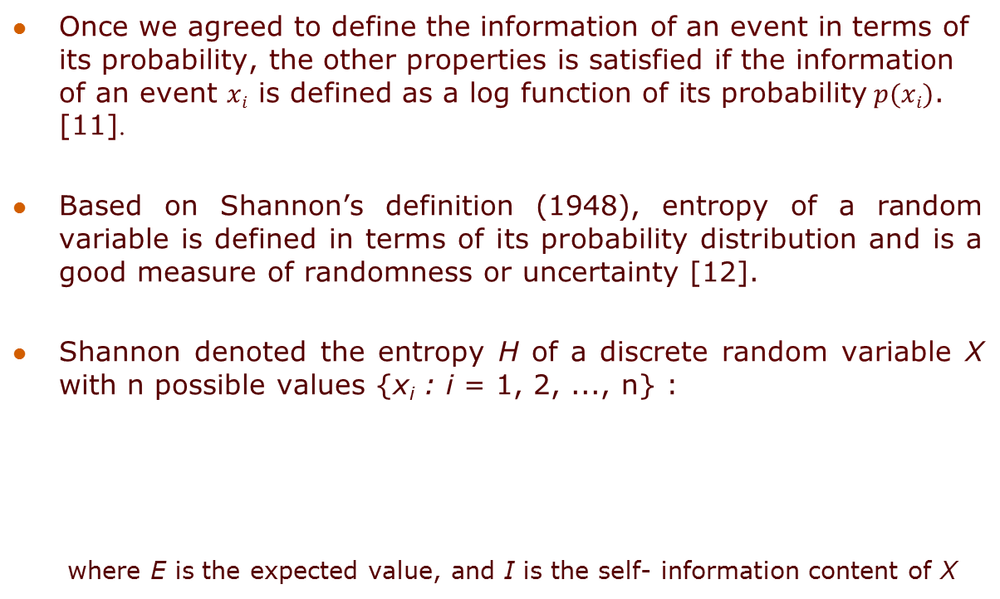 • Once we agreed to define the information of an event in terms of
its probability, the other properties is satisfied if the information
of an event xᵢ is defined as a log function of its probability p(xᵢ).
[11].
• Based on Shannon’s definition (1948), entropy of a random
variable is defined in terms of its probability distribution and is a
good measure of randomness or uncertainty [12].
• Shannon denoted the entropy H of a discrete random variable X
with n possible values {xᵢ : i = 1, 2, ..., n} :
where E is the expected value, and I is the self- information content of X